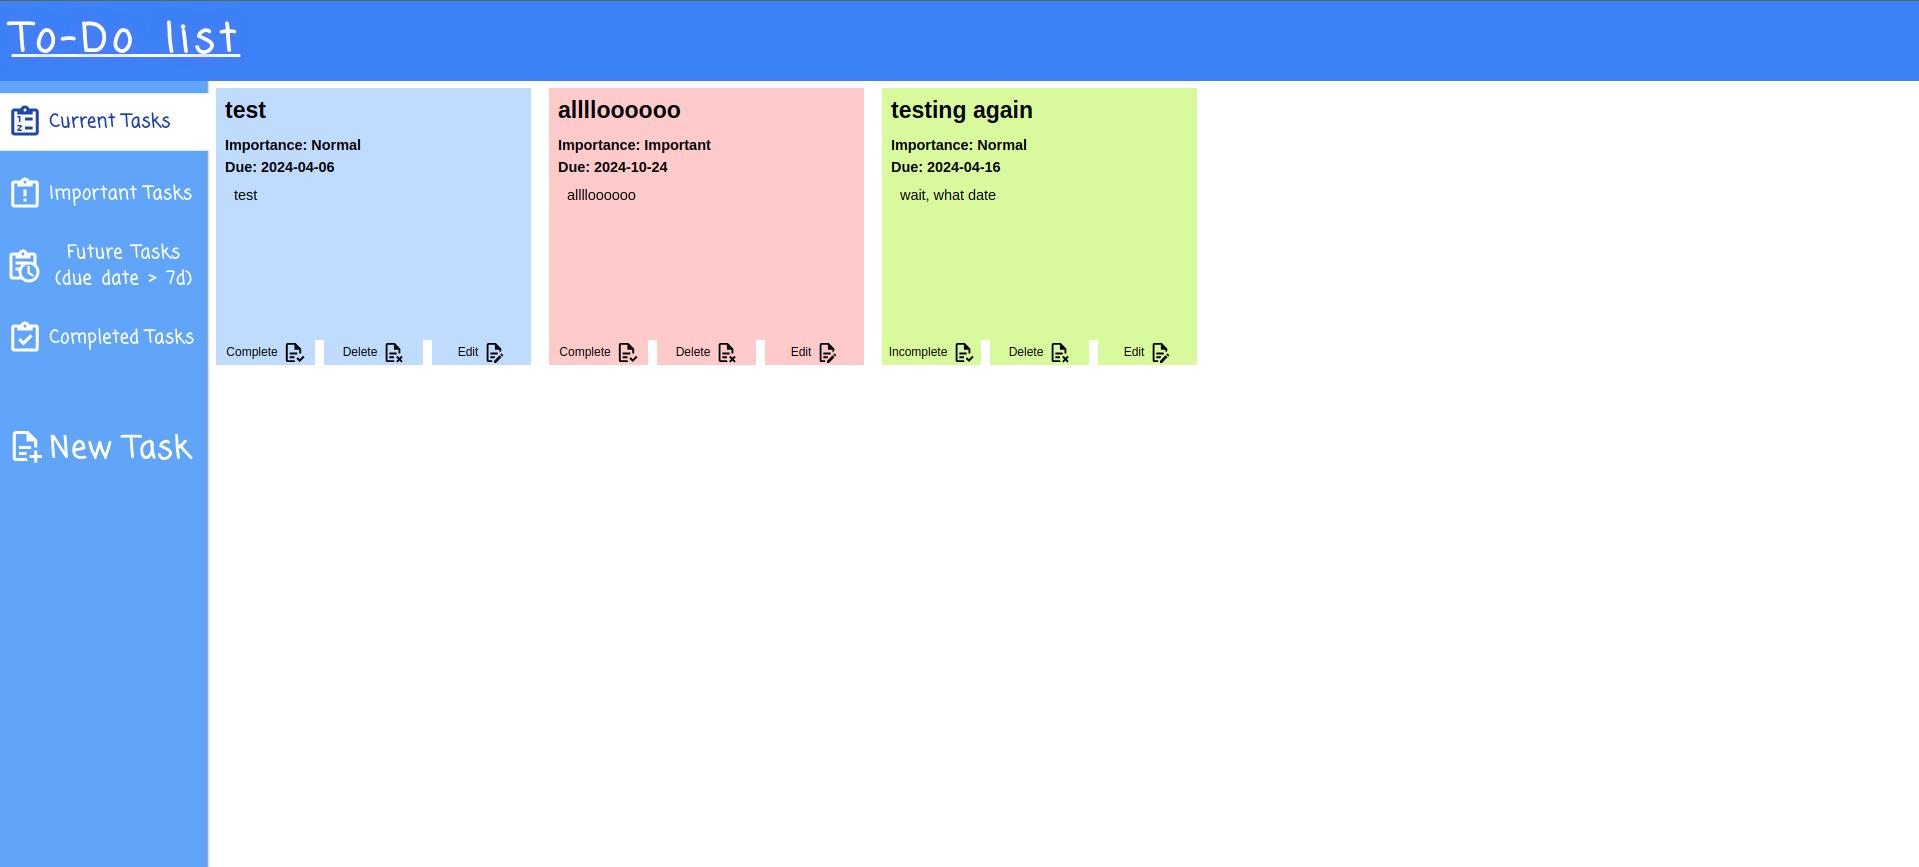 To-Do list
Current Tasks
Important Tasks
Future Tasks
(due date > 7d)
Completed Tasks
New Task
test
Importance: Normal
Due: 2024-04-06
test
Complete
Delete
Edit
alllloooooo
Importance: Important
Due: 2024-10-24
alllloooooo
Complete
Delete
Edit
testing again
Importance: Normal
Due: 2024-04-16
wait, what date
Incomplete
Delete
Edit